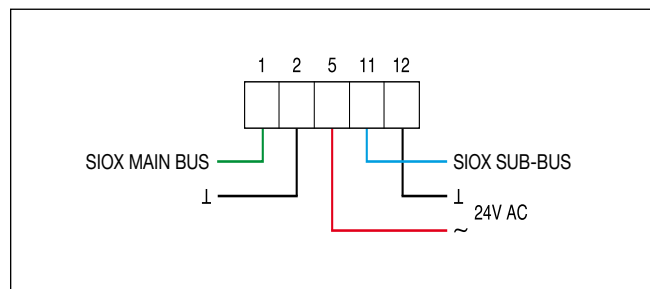 1 2 5 11 12
SIOX MAIN BUS SIOX SUB-BUS
⊥ ⊥
24V AC
~